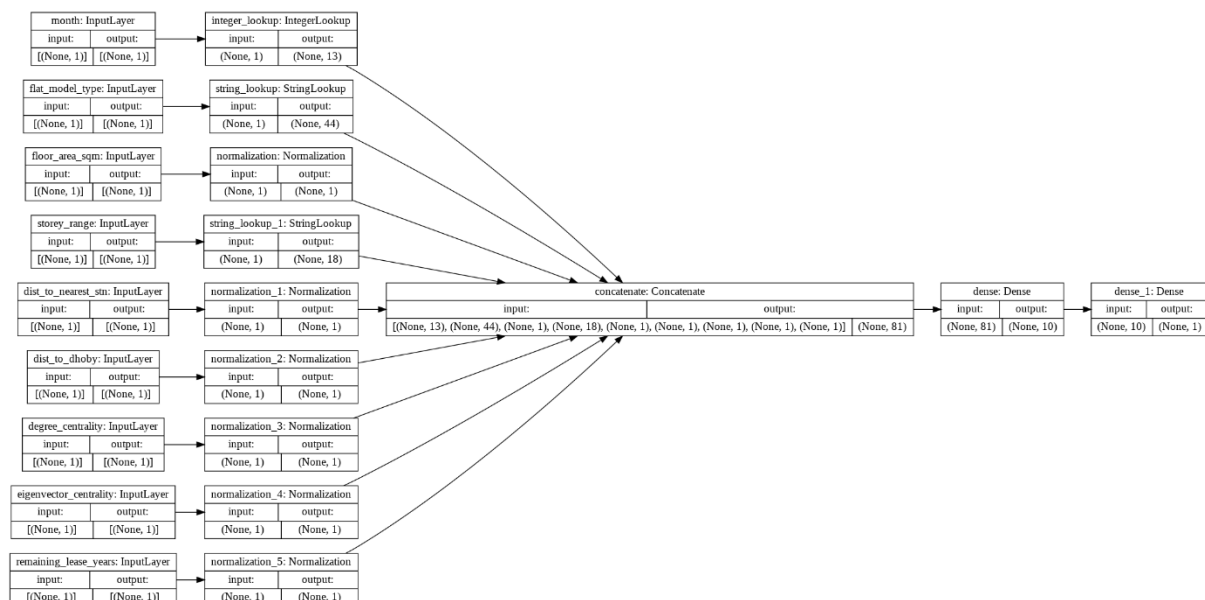 month: InputLayer
input: output:
[(None, 1)] [(None, 1)]
integer_lookup: IntegerLookup
input: output:
(None, 1) (None, 13)
flat_model_type: InputLayer
input: output:
[(None, 1)] [(None, 1)]
string_lookup: StringLookup
input: output:
(None, 1) (None, 44)
floor_area_sqm: InputLayer
input: output:
[(None, 1)] [(None, 1)]
normalization: Normalization
input: output:
(None, 1) (None, 1)
storey_range: InputLayer
input: output:
[(None, 1)] [(None, 1)]
string_lookup_1: StringLookup
input: output:
(None, 1) (None, 18)
dist_to_nearest_stn: InputLayer
input: output:
[(None, 1)] [(None, 1)]
normalization_1: Normalization
input: output:
(None, 1) (None, 1)
concatenate: Concatenate
input: output:
[(None, 13), (None, 44), (None, 1), (None, 18), (None, 1), (None, 1), (None, 1), (None, 1), (None, 1)] (None, 81)
dense: Dense
input: output:
(None, 81) (None, 10)
dense_1: Dense
input: output:
(None, 10) (None, 1)
dist_to_dhoby: InputLayer
input: output:
[(None, 1)] [(None, 1)]
normalization_2: Normalization
input: output:
(None, 1) (None, 1)
degree_centrality: InputLayer
input: output:
[(None, 1)] [(None, 1)]
normalization_3: Normalization
input: output:
(None, 1) (None, 1)
eigenvector_centrality: InputLayer
input: output:
[(None, 1)] [(None, 1)]
normalization_4: Normalization
input: output:
(None, 1) (None, 1)
remaining_lease_years: InputLayer
input: output:
[(None, 1)] [(None, 1)]
normalization_5: Normalization
input: output:
(None, 1) (None, 1)